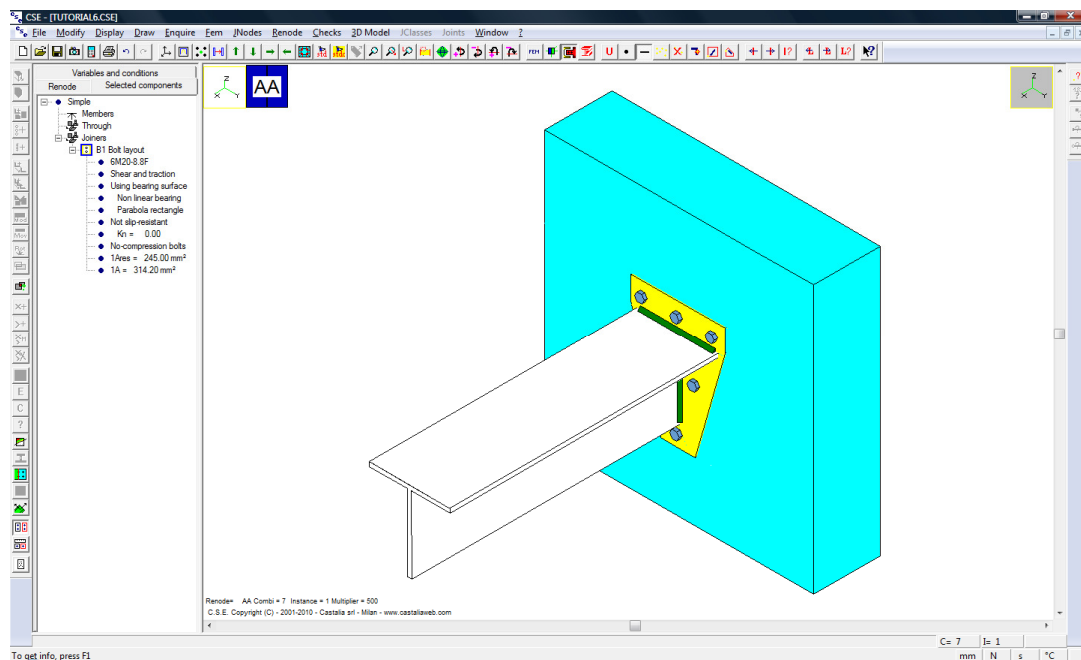 CSE - [TUTORIAL6.CSE]
File Modify Display Draw Enquire Fem JNodes Renode Checks 3D Model JClasses Joints Window ?
FEM U I? L?
Variables and conditions
Renode Selected components
Simple
Members
Through
Joiners
B1 Bolt layout
6M20-8.8F
Shear and traction
Using bearing surface
Non linear bearing
Parabola rectangle
Not slip-resistant
Kn = 0.00
No-compression bolts
1Ares = 245.00 mm²
1A = 314.20 mm²
Z
X Y
AA
Z
X Y
E
C
?
Renode= AA Combi = 7 Instance = 1 Multiplier = 500
C.S.E. Copyright (C) - 2001-2010 - Castalia srl - Milan - www.castaliaweb.com
C= 7 I= 1
To get info, press F1
mm N s °C